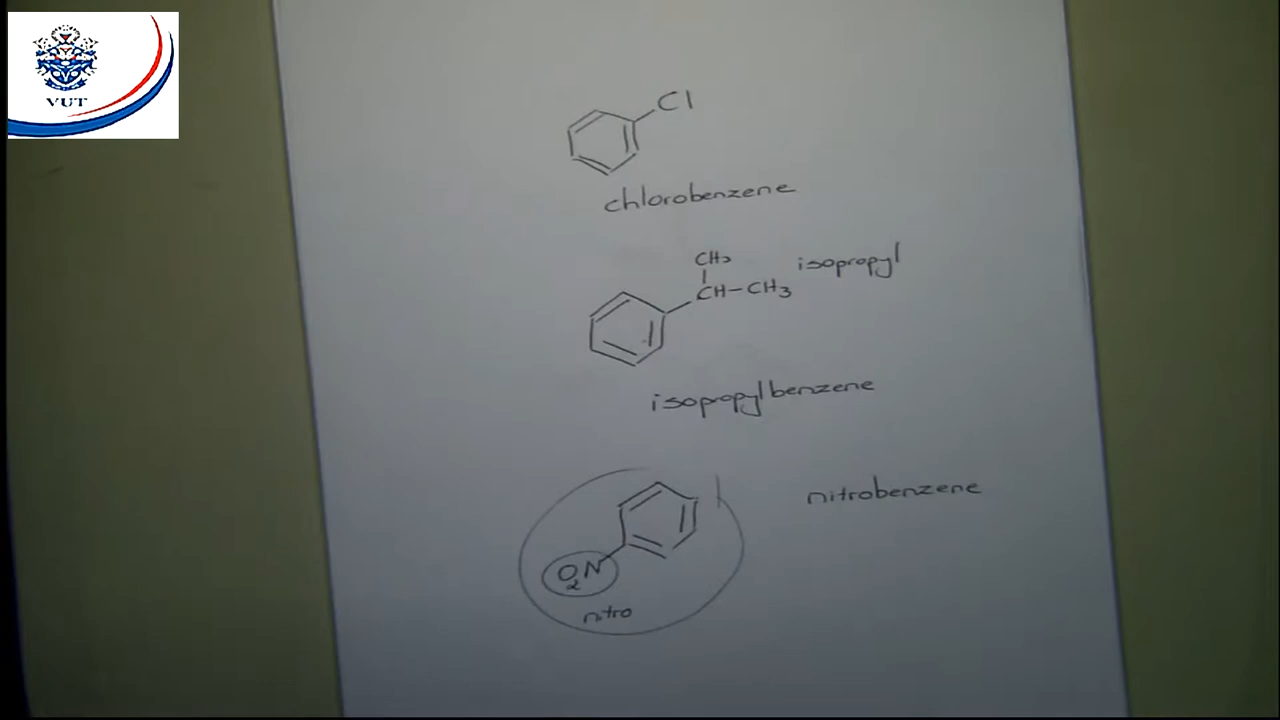 VUT
Cl
chlorobenzene
CH₃
isopropyl
CH-CH₃
isopropylbenzene
nitrobenzene
O₂N
nitro